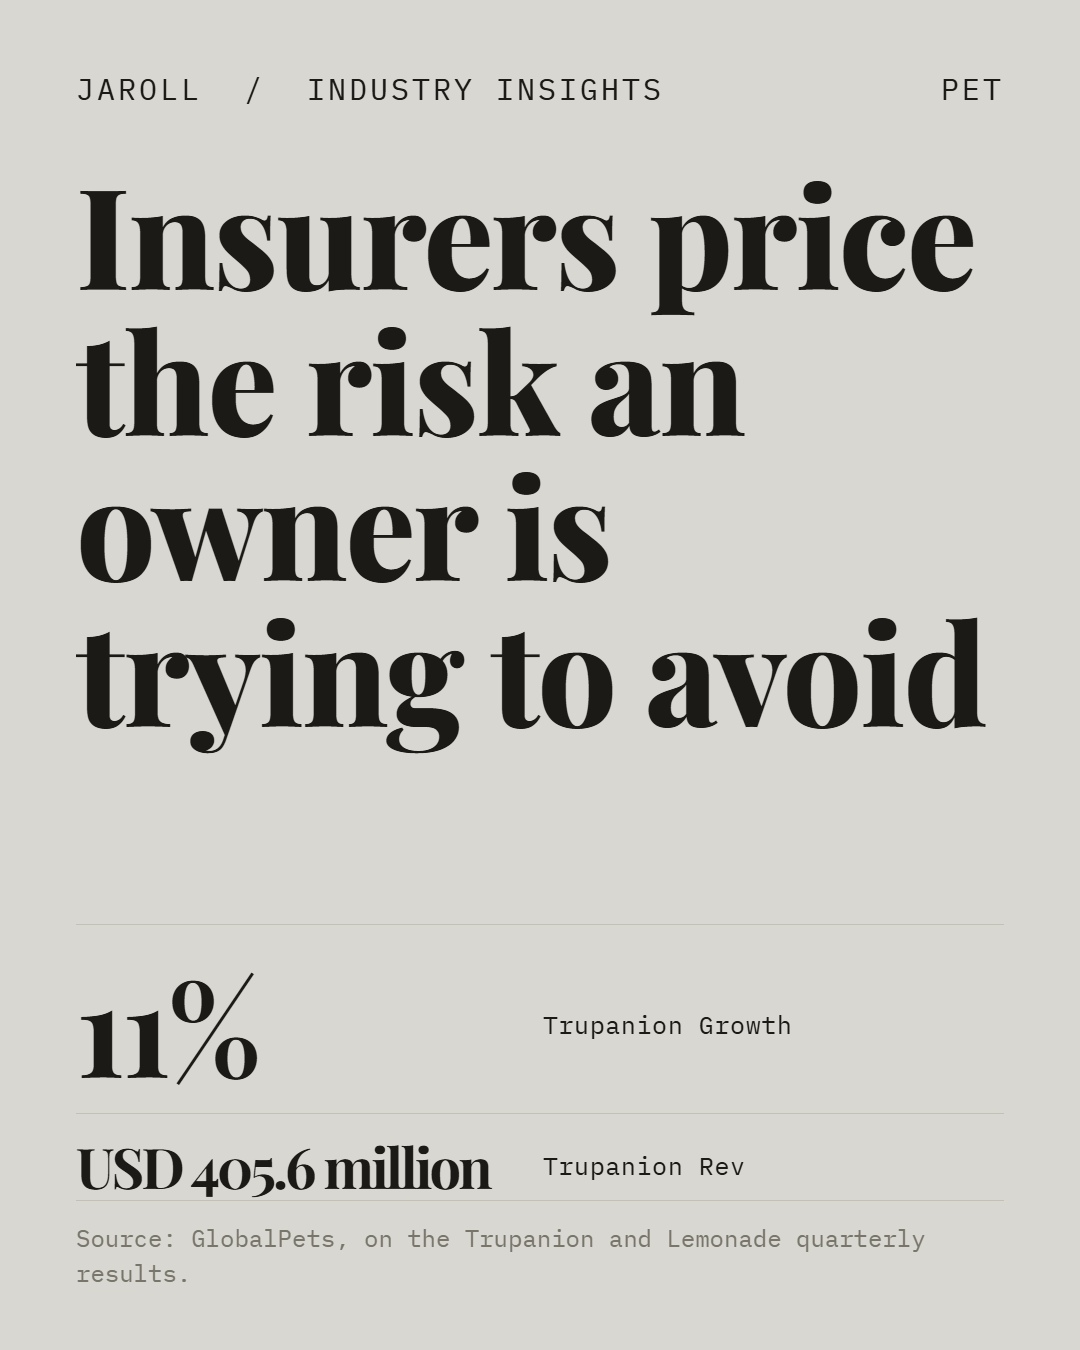 JAROLL / INDUSTRY INSIGHTS PET
Insurers price
the risk an
owner is
trying to avoid
11% Trupanion Growth
USD 405.6 million Trupanion Rev
Source: GlobalPets, on the Trupanion and Lemonade quarterly
results.